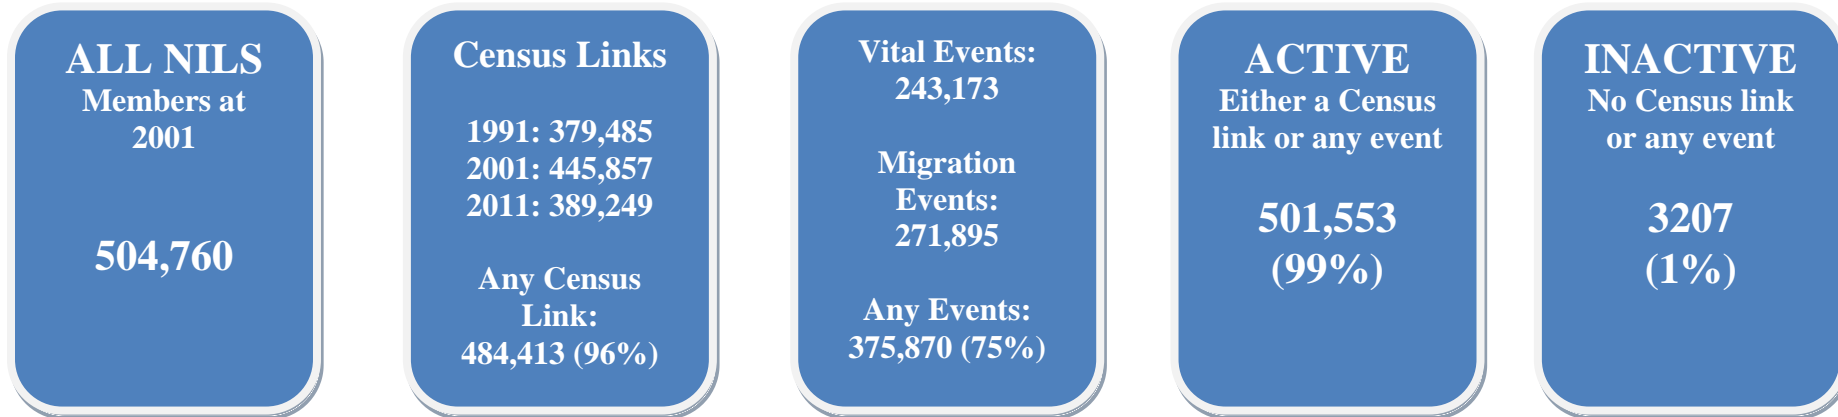 ALL NILS
Members at
2001
504,760
Census Links
1991: 379,485
2001: 445,857
2011: 389,249
Any Census
Link:
484,413 (96%)
Vital Events:
243,173
Migration
Events:
271,895
Any Events:
375,870 (75%)
ACTIVE
Either a Census
link or any event
501,553
(99%)
INACTIVE
No Census link
or any event
3207
(1%)